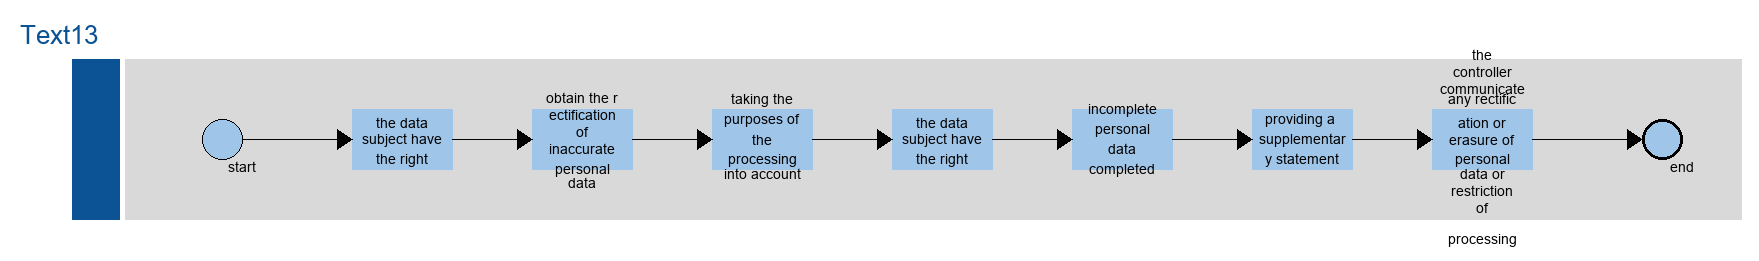 Text13
start
the data
subject have
the right
obtain the r
ectification
of
inaccurate
personal
data
taking the
purposes of
the
processing
into account
the data
subject have
the right
incomplete
personal
data
completed
providing a
supplementar
y statement
the
controller
communicate
any rectific
ation or
erasure of
personal
data or
restriction
of
processing
end